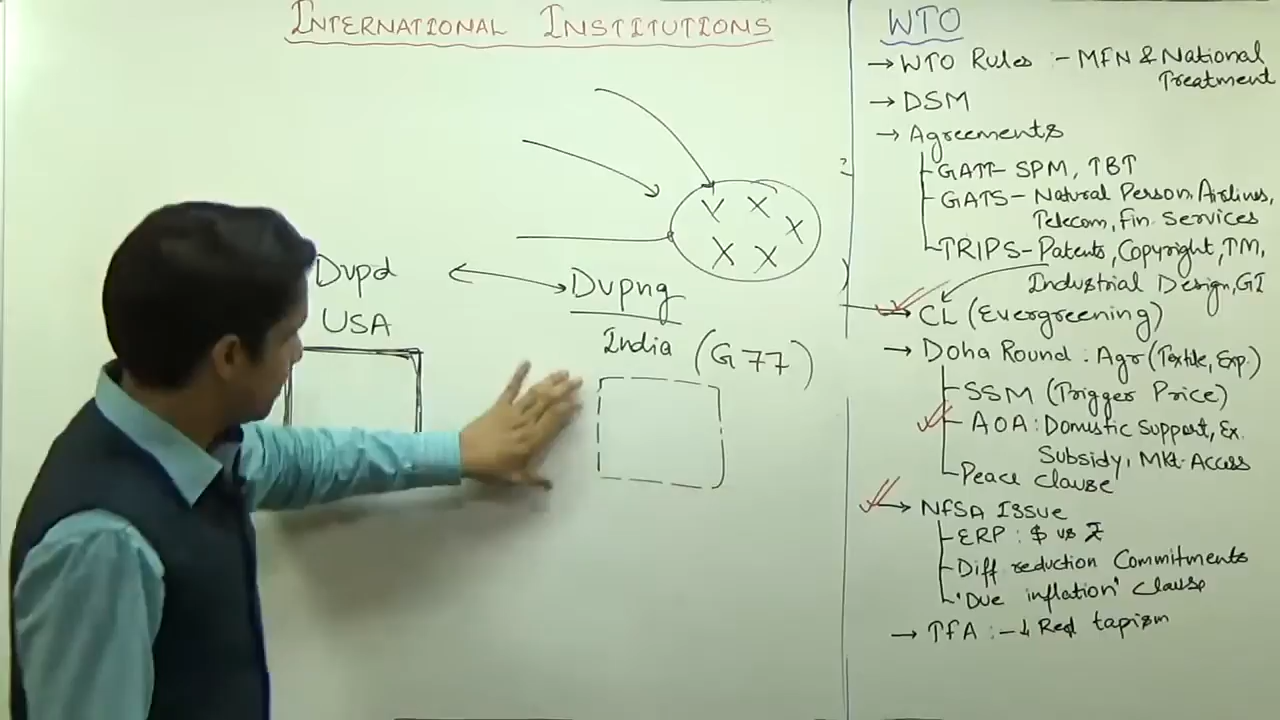 INTERNATIONAL INSTITUTIONS
Dvpd
USA
Dvpng
India (G77)
X X
X
X X
WTO
→ WTO Rules :- MFN & National
Treatment
→ DSM
→ Agreements
GATT- SPM, TBT
GATS- Natural Person, Airlines,
Telecom, Fin. Services
TRIPS- Patents, Copyright, TM,
Industrial Design, GI
→ CL (Evergreening)
→ Doha Round : Agr (Textile, Exp.)
SSM (Trigger Price)
AOA : Domistic Support, Ex.
Subsidy, Mkt. Access
Peace Clause
→ NFSA Issue
ERP : $ vs ₹
Diff reduction Commitments
'Due inflation' Clause
→ TFA :- ↓ Red tapism